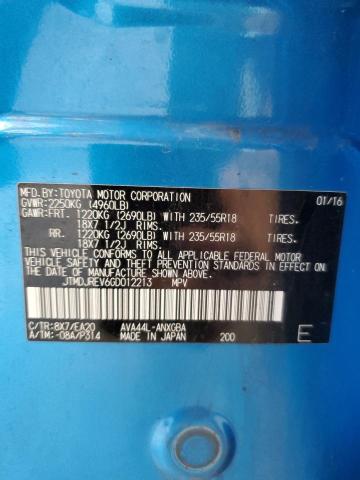 MFD.BY:TOYOTA MOTOR CORPORATION 01/16
GVWR:2250KG (4960LB)
GAWR:FRT. 1220KG (2690LB) WITH 235/55R18 TIRES.
18X7 1/2J RIMS.
RR. 1220KG (2690LB) WITH 235/55R18 TIRES.
18X7 1/2J RIMS.
THIS VEHICLE CONFORMS TO ALL APPLICABLE FEDERAL MOTOR
VEHICLE SAFETY, BUMPER, AND THEFT
PREVENTION STANDARDS IN EFFECT ON THE DATE OF
MANUFACTURE SHOWN ABOVE.
JTMDJREV6GD012213 MPV
C/TR:8X7/EA20 AVA44L-ANXGBA
A/TM:-08A/P314 MADE IN JAPAN 200 E